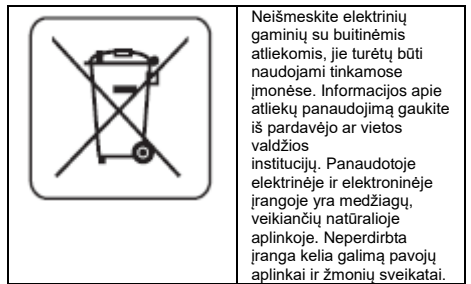 Neišmeskite elektrinių
gaminių su buitinėmis
atliekomis, jie turėtų būti
naudojami tinkamose
įmonėse. Informacijos apie
atliekų panaudojimą gaukite
iš pardavėjo ar vietos
valdžios
institucijų. Panaudotoje
elektrinėje ir elektroninėje
įrangoje yra medžiagų,
veikiančių natūralioje
aplinkoje. Neperdirbta
įranga kelia galimą pavojų
aplinkai ir žmonių sveikatai.